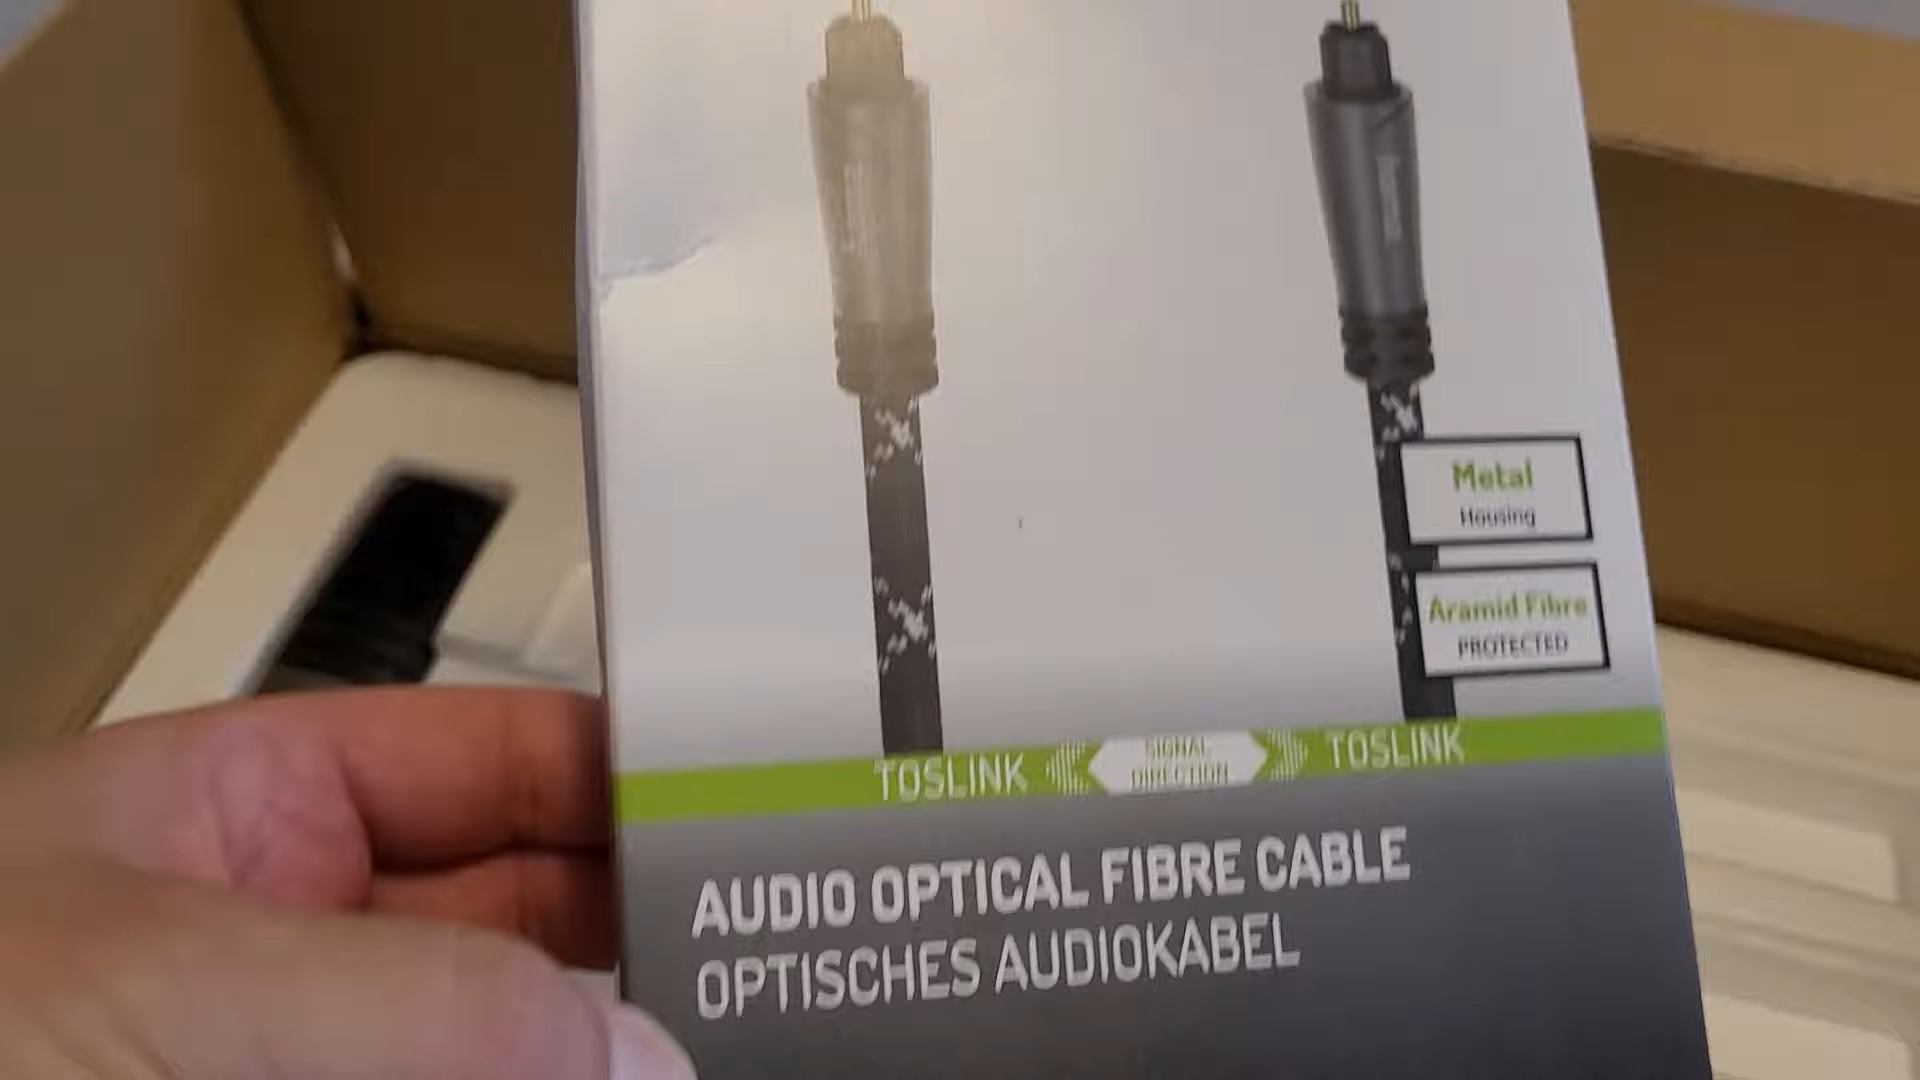 Metal
Housing
Aramid Fibre
PROTECTED
TOSLINK
SIGNAL
DIRECTION
TOSLINK
AUDIO OPTICAL FIBRE CABLE
OPTISCHES AUDIOKABEL